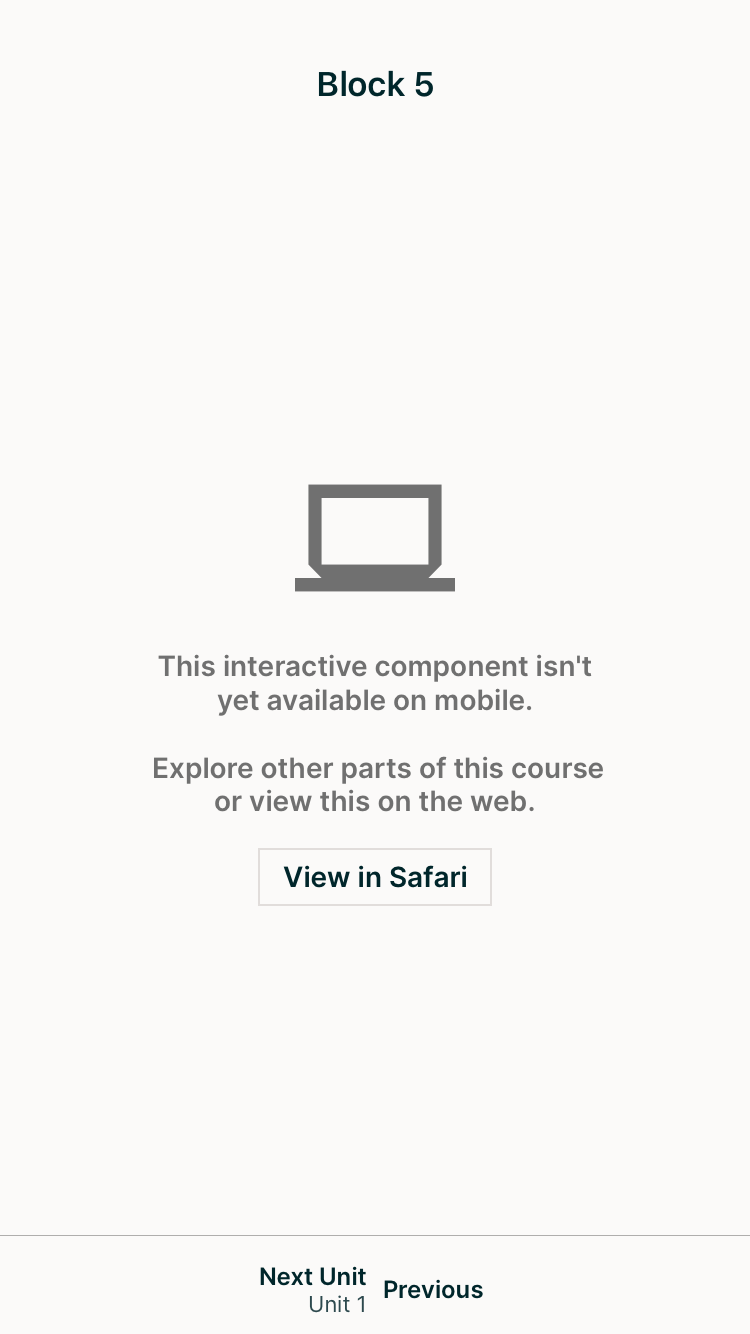 Block 5
This interactive component isn't
yet available on mobile.
Explore other parts of this course
or view this on the web.
View in Safari
Next Unit
Unit 1
Previous